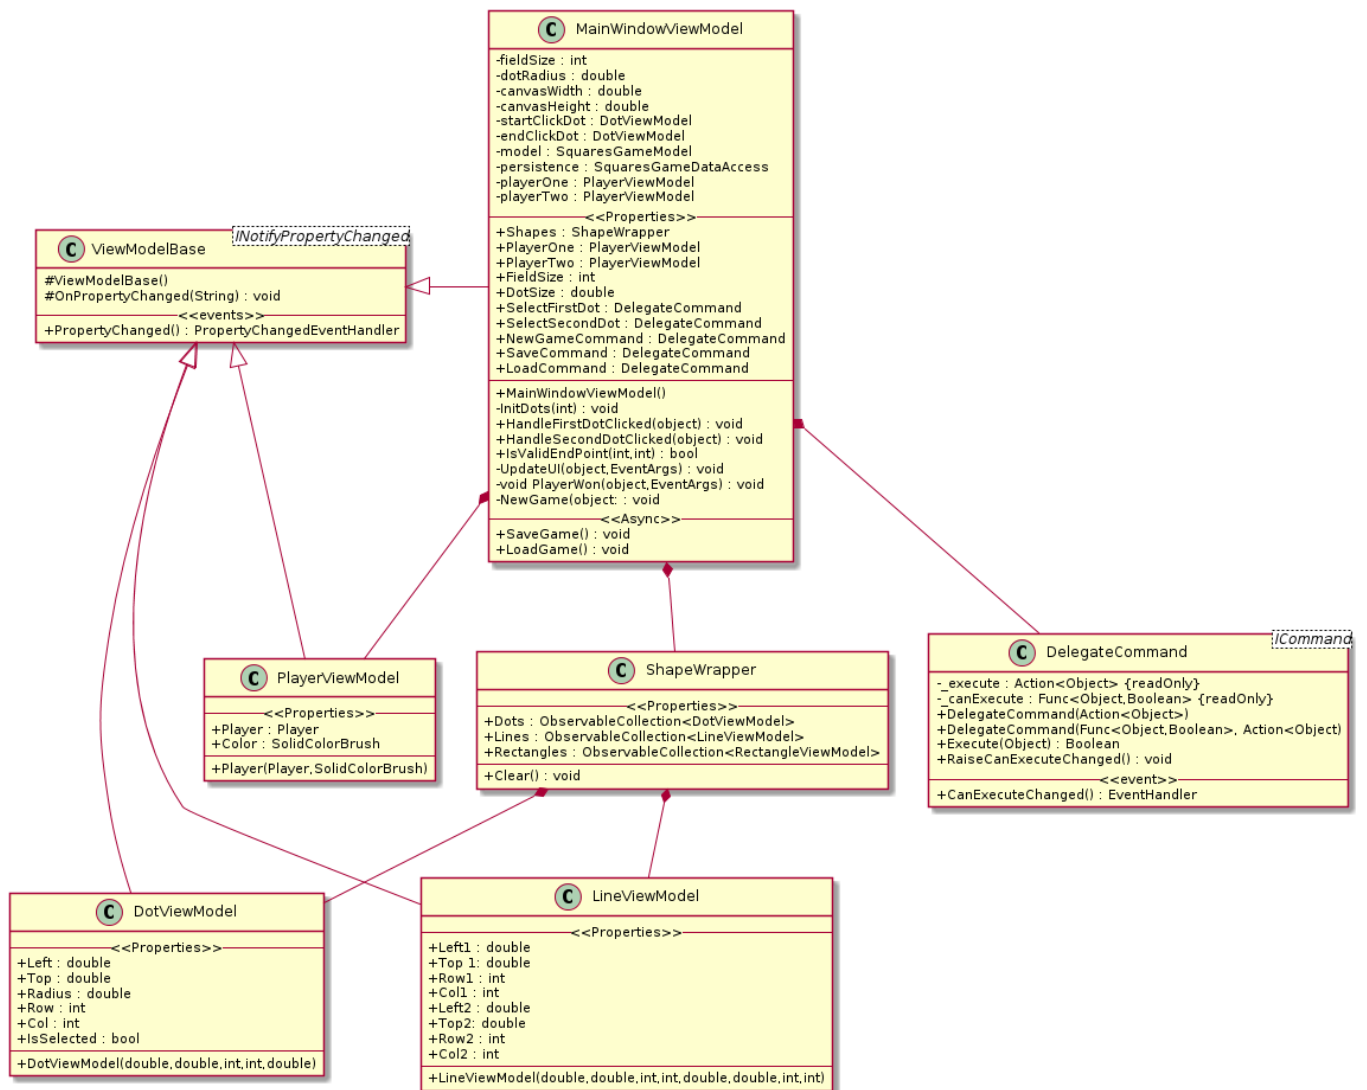 C MainWindowViewModel
-fieldSize : int
-dotRadius : double
-canvasWidth : double
-canvasHeight : double
-startClickDot : DotViewModel
-endClickDot : DotViewModel
-model : SquaresGameModel
-persistence : SquaresGameDataAccess
-playerOne : PlayerViewModel
-playerTwo : PlayerViewModel
<<Properties>>
+Shapes : ShapeWrapper
+PlayerOne : PlayerViewModel
+PlayerTwo : PlayerViewModel
+FieldSize : int
+DotSize : double
+SelectFirstDot : DelegateCommand
+SelectSecondDot : DelegateCommand
+NewGameCommand : DelegateCommand
+SaveCommand : DelegateCommand
+LoadCommand : DelegateCommand
+MainWindowViewModel()
-InitDots(int) : void
+HandleFirstDotClicked(object) : void
+HandleSecondDotClicked(object) : void
+IsValidEndPoint(int,int) : bool
-UpdateUI(object,EventArgs) : void
-void PlayerWon(object,EventArgs) : void
-NewGame(object: : void
<<Async>>
+SaveGame() : void
+LoadGame() : void
INotifyPropertyChanged
C ViewModelBase
#ViewModelBase()
#OnPropertyChanged(String) : void
<<events>>
+PropertyChanged() : PropertyChangedEventHandler
C PlayerViewModel
<<Properties>>
+Player : Player
+Color : SolidColorBrush
+Player(Player,SolidColorBrush)
C ShapeWrapper
<<Properties>>
+Dots : ObservableCollection<DotViewModel>
+Lines : ObservableCollection<LineViewModel>
+Rectangles : ObservableCollection<RectangleViewModel>
+Clear() : void
ICommand
C DelegateCommand
-_execute : Action<Object> {readOnly}
-_canExecute : Func<Object,Boolean> {readOnly}
+DelegateCommand(Action<Object>)
+DelegateCommand(Func<Object,Boolean>, Action<Object)
+Execute(Object) : Boolean
+RaiseCanExecuteChanged() : void
<<event>>
+CanExecuteChanged() : EventHandler
C DotViewModel
<<Properties>>
+Left : double
+Top : double
+Radius : double
+Row : int
+Col : int
+IsSelected : bool
+DotViewModel(double,double,int,int,double)
C LineViewModel
<<Properties>>
+Left1 : double
+Top 1: double
+Row1 : int
+Col1 : int
+Left2 : double
+Top2: double
+Row2 : int
+Col2 : int
+LineViewModel(double,double,int,int,double,double,int,int)